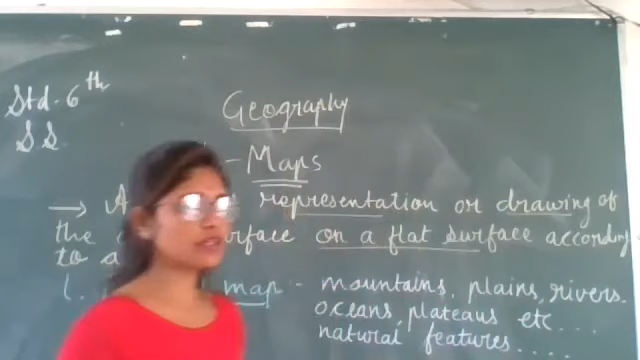 Std. 6th
SS
Geography
- Maps
→ A representation or drawing of
the surface on a flat surface according
to a
1. map :- mountains, plains, rivers.
oceans, plateaus etc....
natural features.....